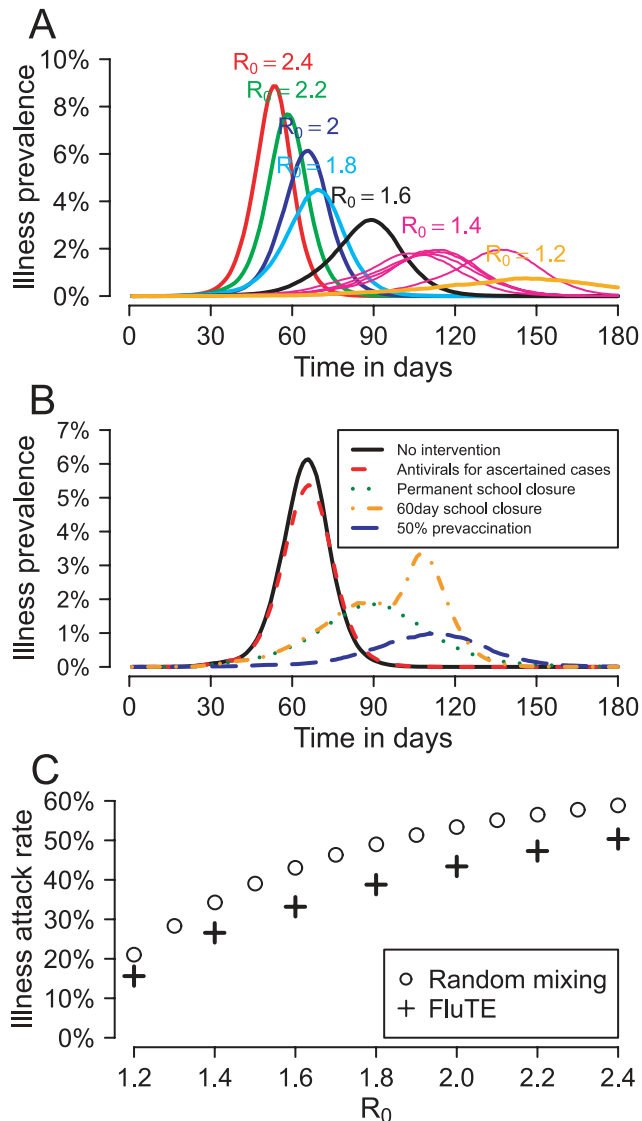 A
Illness prevalence
10%
8%
6%
4%
2%
0%
R0 = 2.4
R0 = 2.2
R0 = 2
R0 = 1.8
R0 = 1.6
R0 = 1.4
R0 = 1.2
0 30 60 90 120 150 180
Time in days
B
Illness prevalence
7%
6%
5%
4%
3%
2%
1%
0%
No intervention
Antivirals for ascertained cases
Permanent school closure
60day school closure
50% prevaccination
0 30 60 90 120 150 180
Time in days
C
Illness attack rate
60%
50%
40%
30%
20%
10%
0%
Random mixing
FluTE
1.2 1.4 1.6 1.8 2.0 2.2 2.4
R0